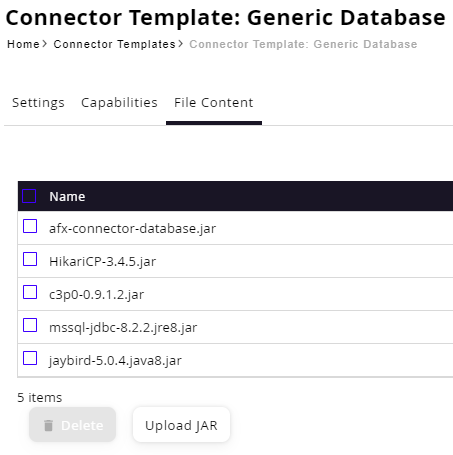 Connector Template: Generic Database
Home> Connector Templates> Connector Template: Generic Database
Settings Capabilities File Content
Name
afx-connector-database.jar
HikariCP-3.4.5.jar
c3p0-0.9.1.2.jar
mssql-jdbc-8.2.2.jre8.jar
jaybird-5.0.4.java8.jar
5 items
Delete Upload JAR